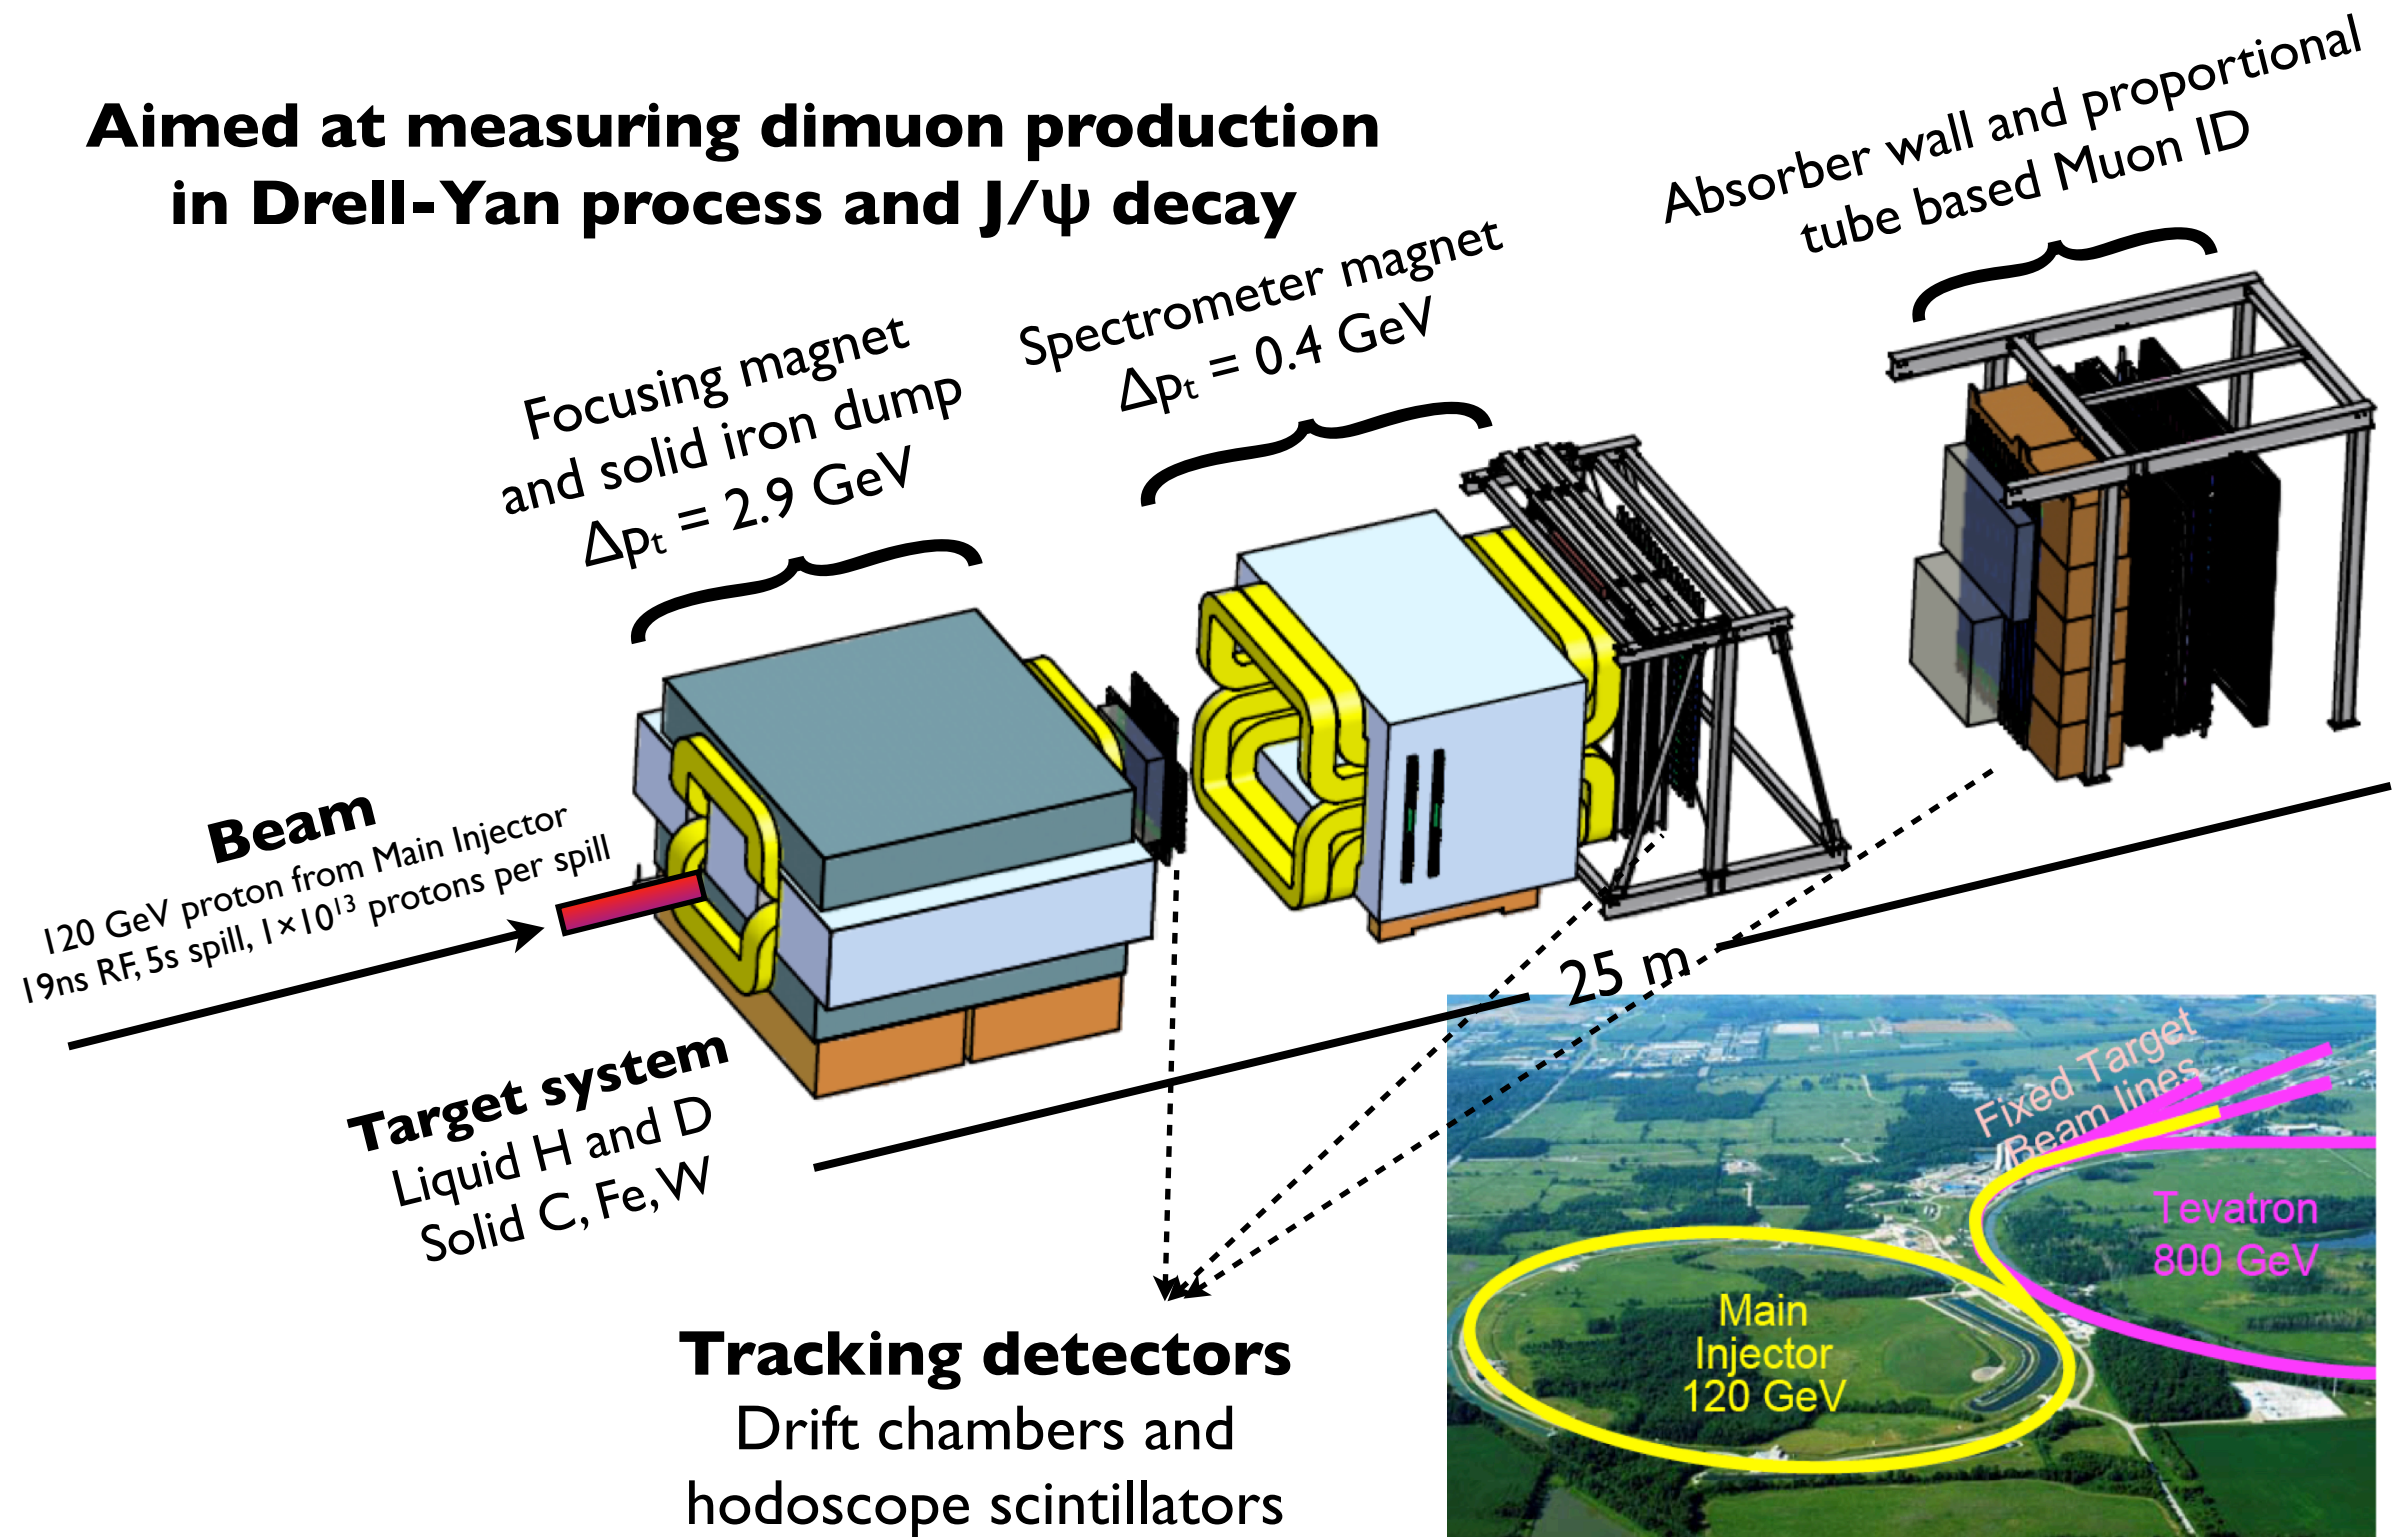 Aimed at measuring dimuon production
in Drell-Yan process and J/ψ decay
Absorber wall and proportional
tube based Muon ID
Spectrometer magnet
Δpt = 0.4 GeV
Focusing magnet
and solid iron dump
Δpt = 2.9 GeV
Beam
120 GeV proton from Main Injector
19ns RF, 5s spill, 1×10¹³ protons per spill
25 m
Target system
Liquid H and D
Solid C, Fe, W
Tracking detectors
Drift chambers and
hodoscope scintillators
Fixed Target
Beam lines
Tevatron
800 GeV
Main
Injector
120 GeV